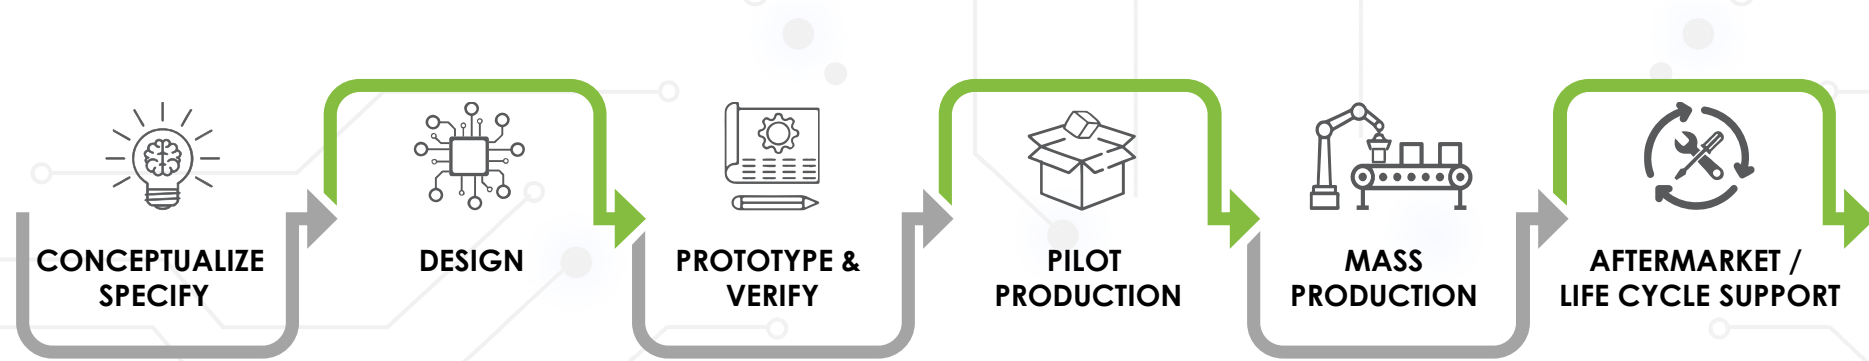 CONCEPTUALIZE
SPECIFY
DESIGN
PROTOTYPE &
VERIFY
PILOT
PRODUCTION
MASS
PRODUCTION
AFTERMARKET /
LIFE CYCLE SUPPORT